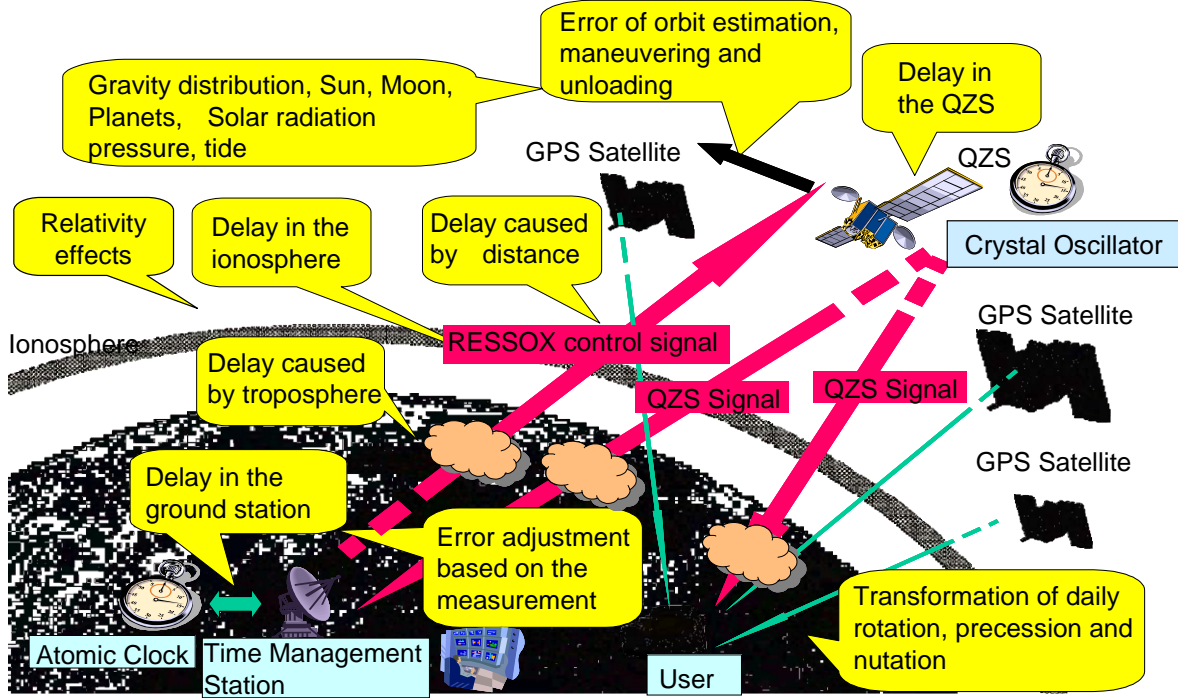 Error of orbit estimation,
maneuvering and
unloading
Gravity distribution, Sun, Moon,
Planets, Solar radiation
pressure, tide
Delay in
the QZS
GPS Satellite
QZS
Relativity
effects
Delay in the
ionosphere
Delay caused
by distance
Crystal Oscillator
Ionosphere
RESSOX control signal
GPS Satellite
Delay caused
by troposphere
QZS Signal
QZS Signal
GPS Satellite
Delay in the
ground station
Error adjustment
based on the
measurement
Transformation of daily
rotation, precession and
nutation
Atomic Clock
Time Management
Station
User